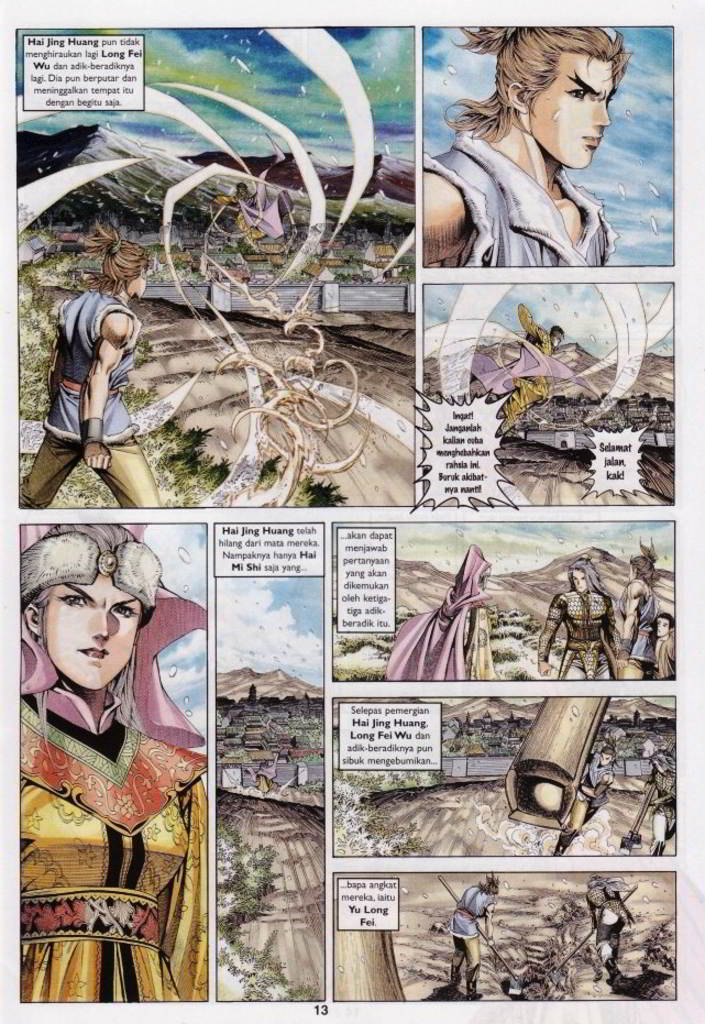 Hai Jing Huang pun tidak
menghiraukan lagi Long Fei
Wu dan adik-beradiknya
lagi. Dia pun berputar dan
meninggalkan tempat itu
dengan begitu saja.
Ingat!
Janganlah
kalian cuba
menghebahkan
rahsia ini.
Buruk akibat-
nya nanti!
Selamat
jalan,
kak!
Hai Jing Huang telah
hilang dari mata mereka.
Nampaknya hanya Hai
Mi Shi saja yang...
...akan dapat
menjawab
pertanyaan
yang akan
dikemukakan
oleh ketiga-
tiga adik-
beradik itu.
Selepas pemergian
Hai Jing Huang,
Long Fei Wu dan
adik-beradiknya pun
sibuk mengebumikan...
...bapa angkat
mereka, iaitu
Yu Long
Fei.
13